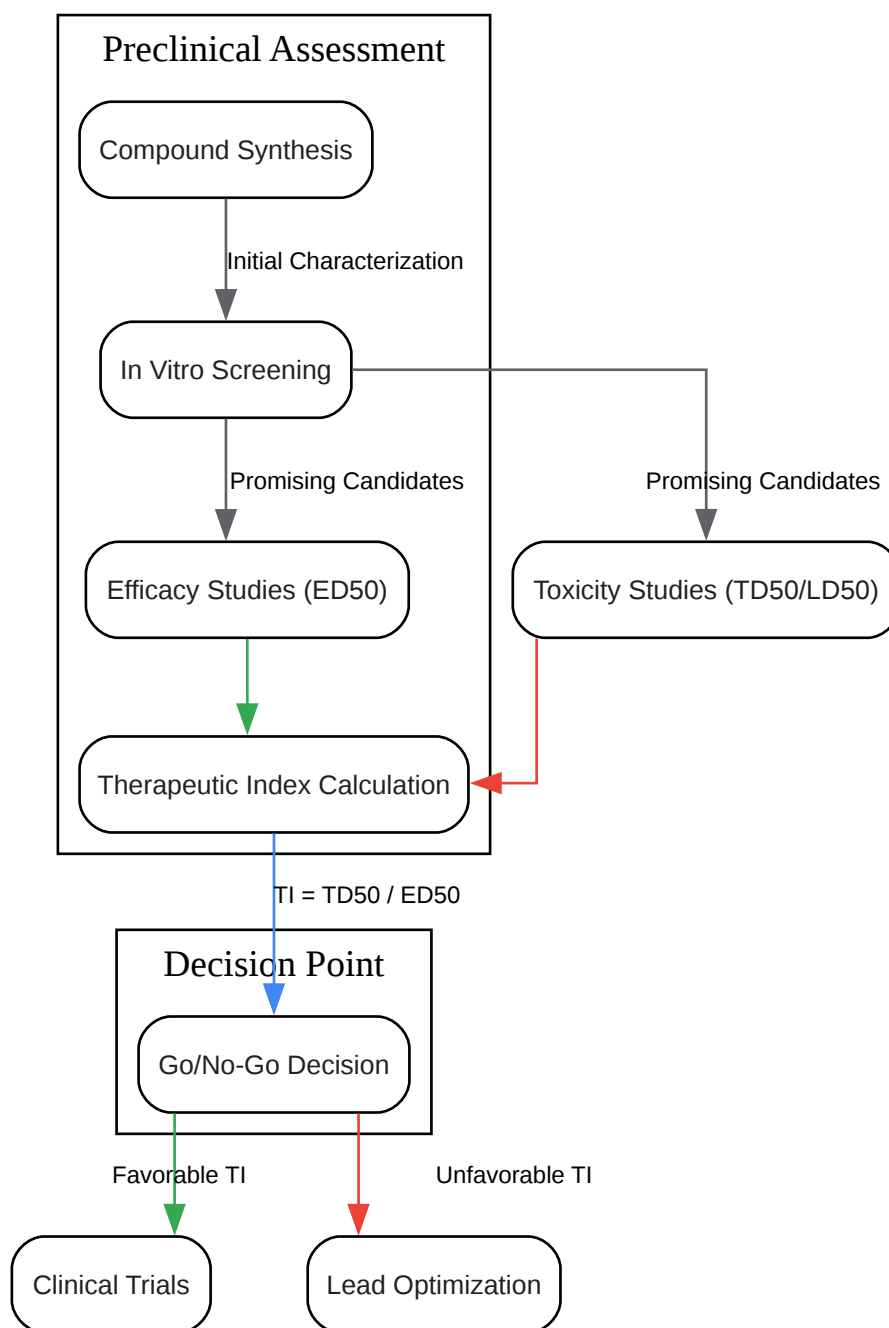 Preclinical Assessment
Compound Synthesis
Initial Characterization
In Vitro Screening
Promising Candidates
Promising Candidates
Efficacy Studies (ED50)
Toxicity Studies (TD50/LD50)
Therapeutic Index Calculation
TI = TD50 / ED50
Decision Point
Go/No-Go Decision
Favorable TI
Unfavorable TI
Clinical Trials
Lead Optimization